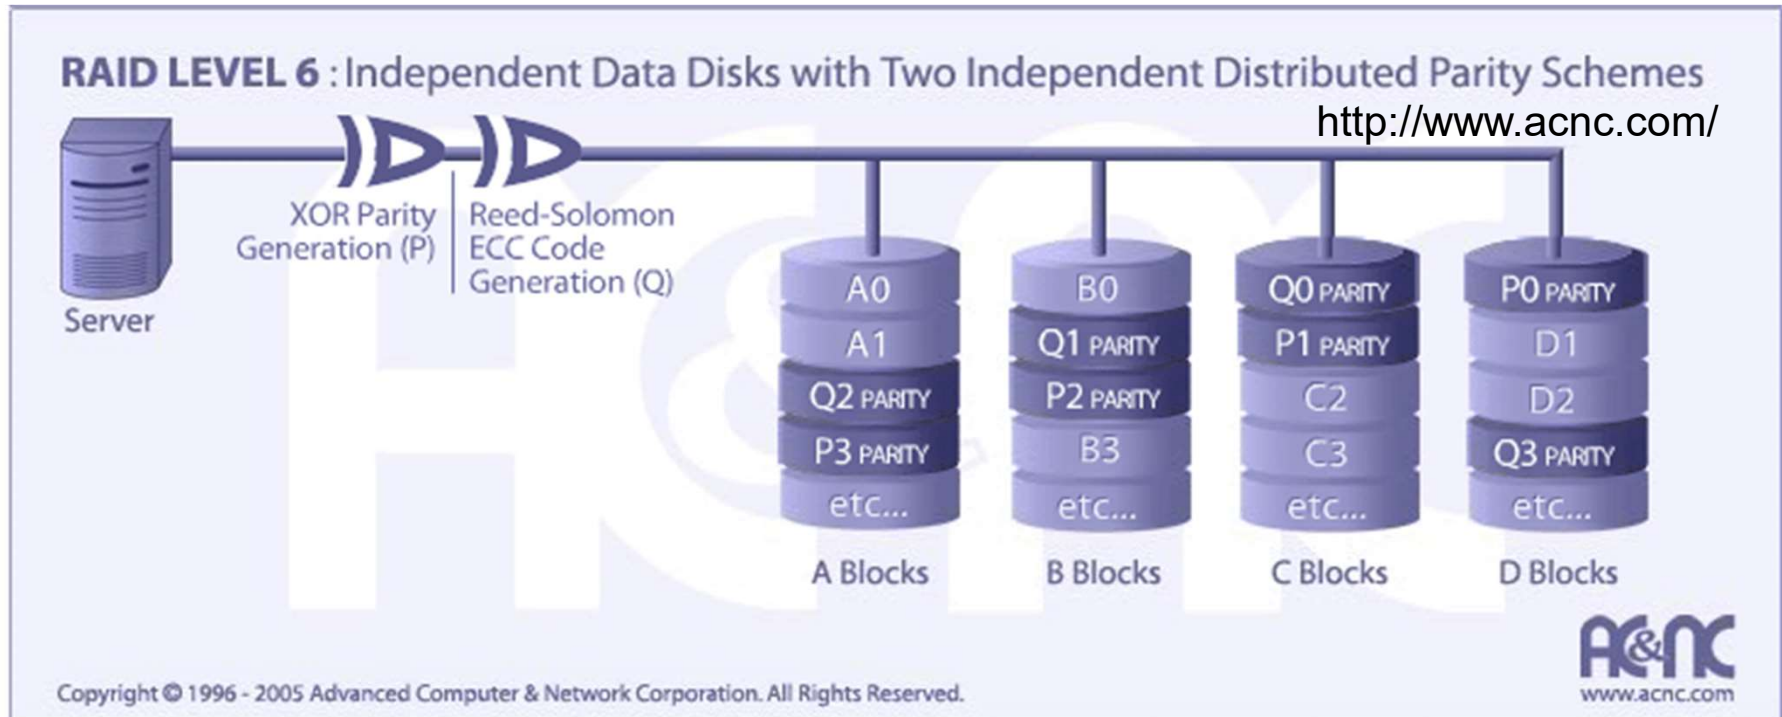 RAID LEVEL 6 : Independent Data Disks with Two Independent Distributed Parity Schemes
http://www.acnc.com/
XOR Parity
Generation (P)
Reed-Solomon
ECC Code
Generation (Q)
Server
A0
A1
Q2 PARITY
P3 PARITY
etc...
A Blocks
B0
Q1 PARITY
P2 PARITY
B3
etc...
B Blocks
Q0 PARITY
P1 PARITY
C2
C3
etc...
C Blocks
P0 PARITY
D1
D2
Q3 PARITY
etc...
D Blocks
AC&NC
www.acnc.com
Copyright © 1996 - 2005 Advanced Computer & Network Corporation. All Rights Reserved.